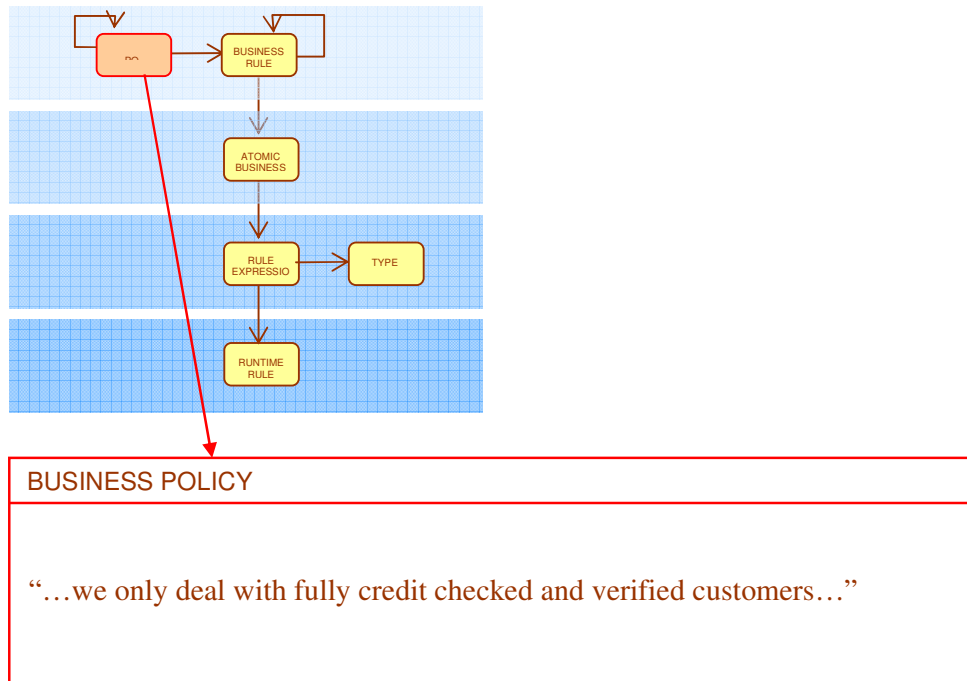 BUSINESS
RULE
ATOMIC
BUSINESS
RULE
EXPRESSIO
TYPE
RUNTIME
RULE
BUSINESS POLICY
“…we only deal with fully credit checked and verified customers…”